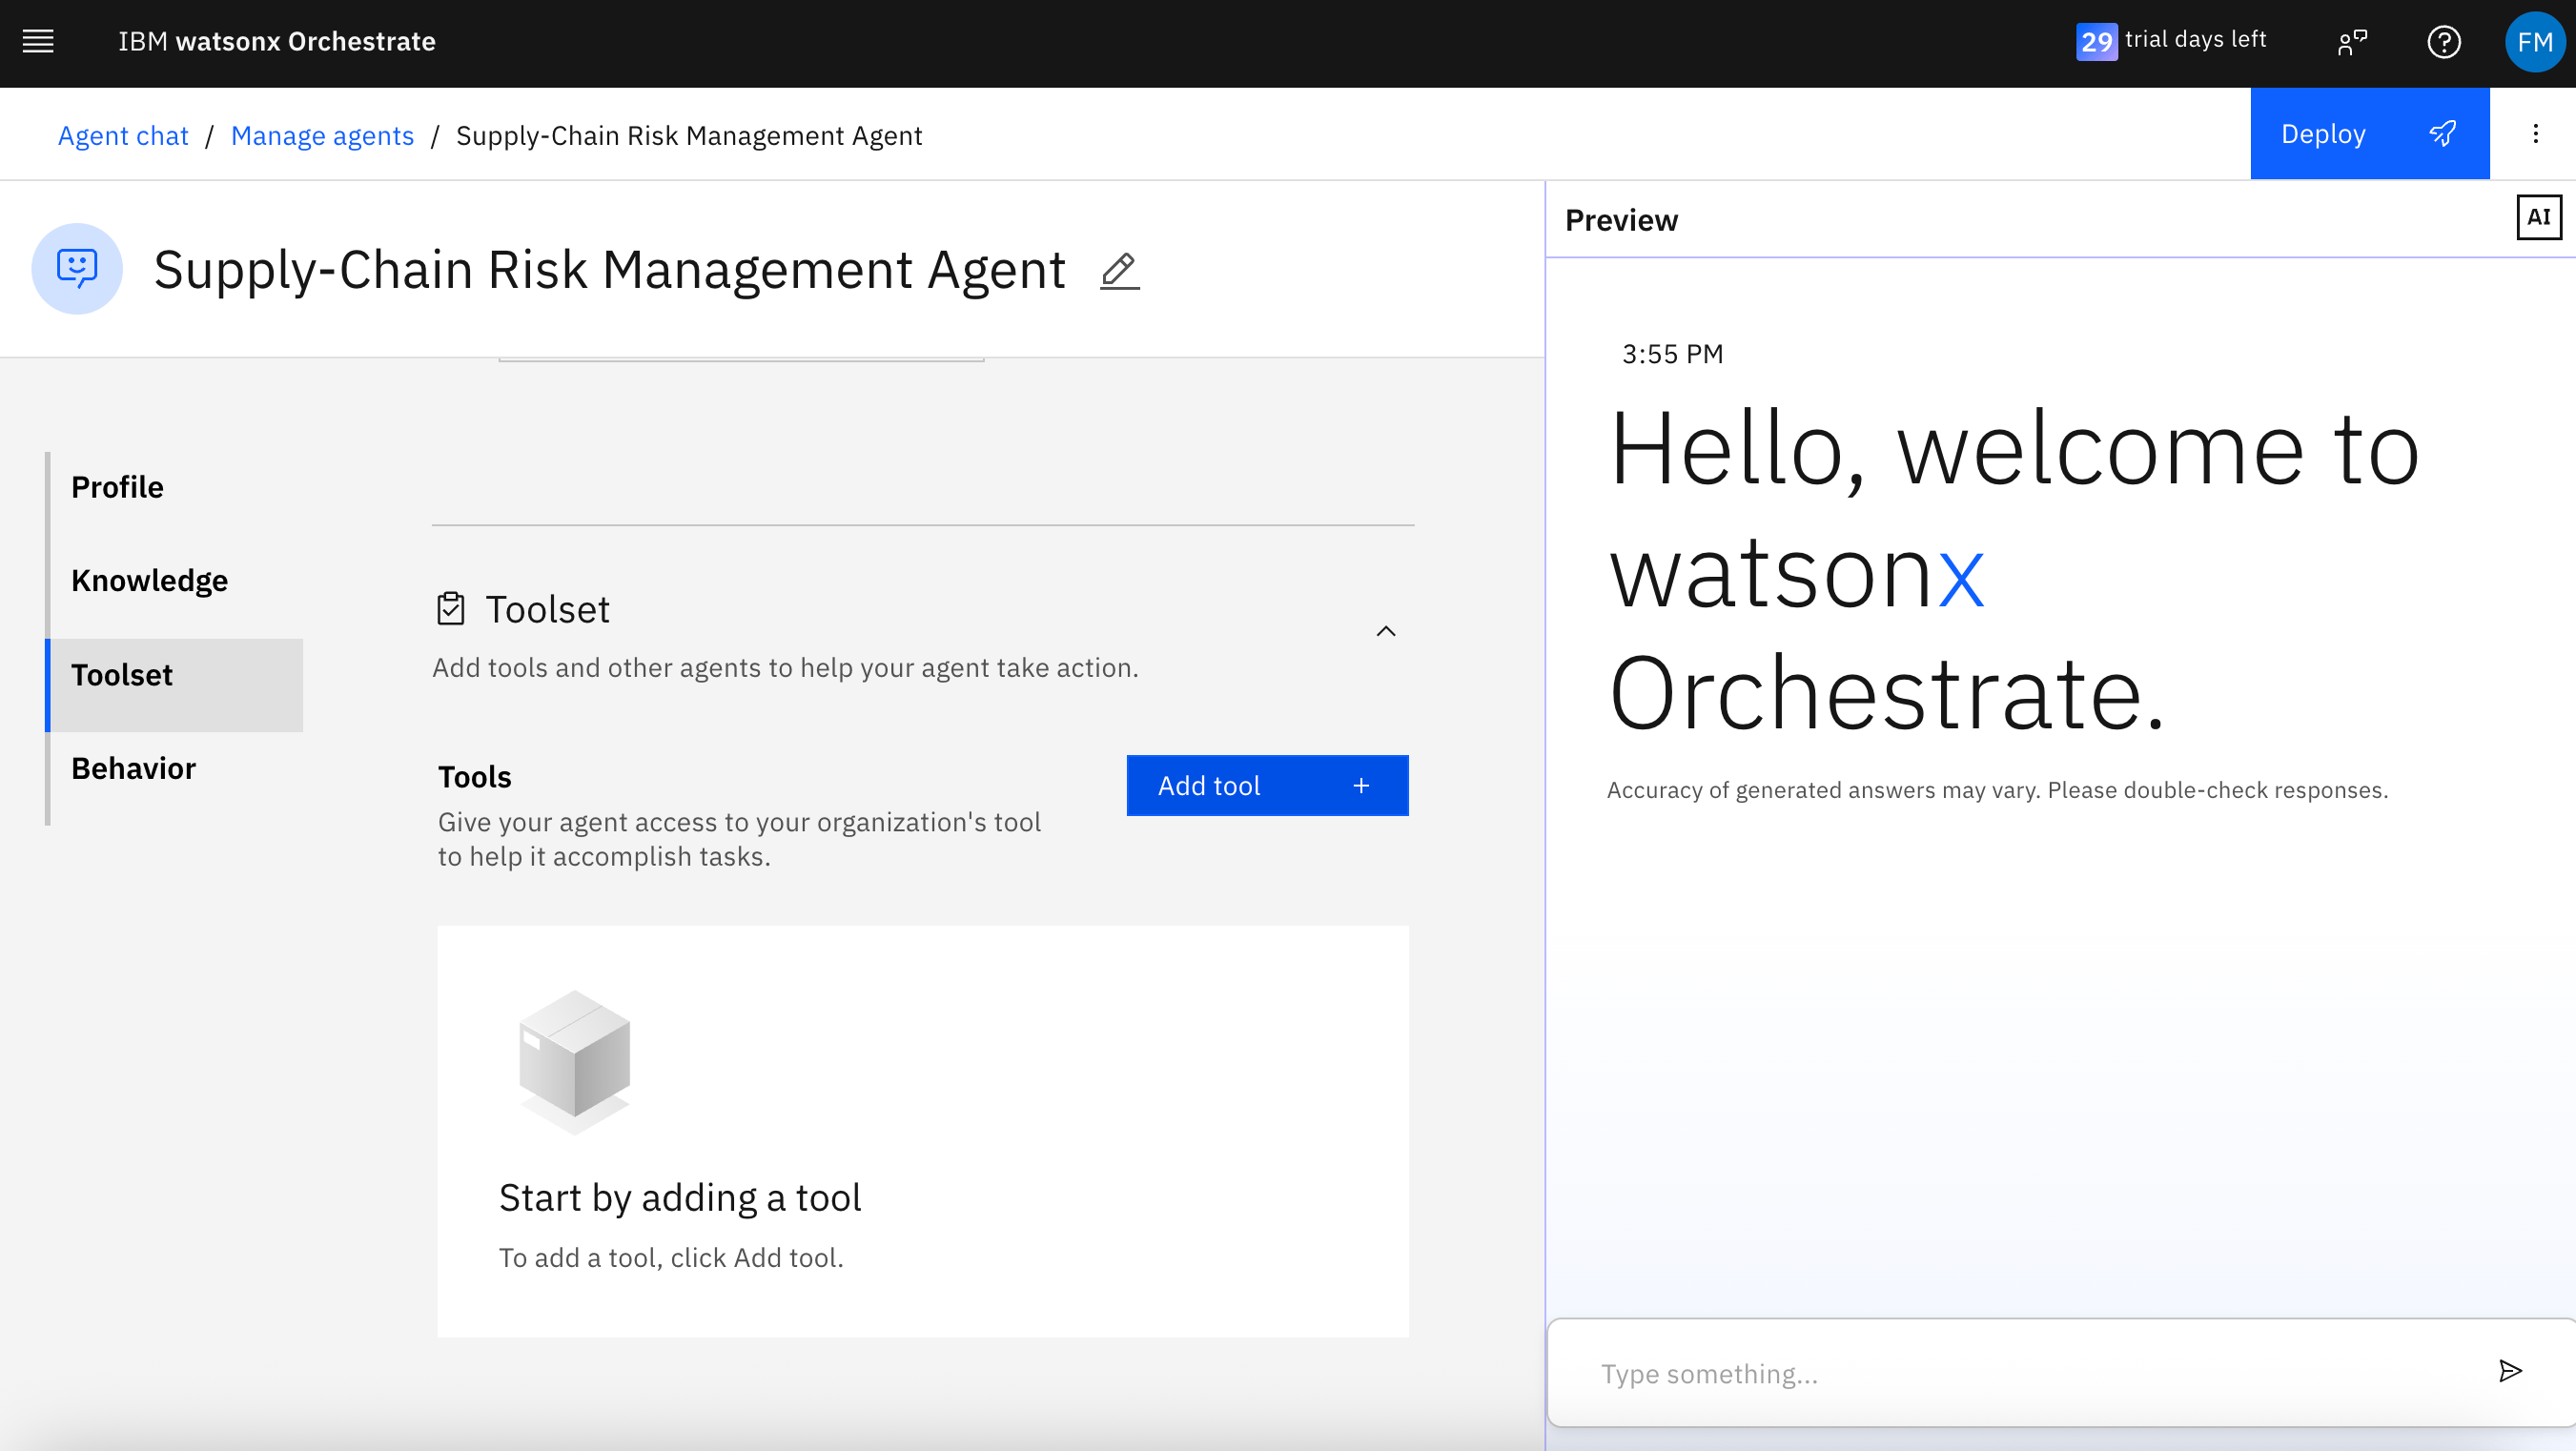 IBM watsonx Orchestrate
29 trial days left
FM
Agent chat / Manage agents / Supply-Chain Risk Management Agent
Deploy
Supply-Chain Risk Management Agent
Profile
Knowledge
Toolset
Behavior
Toolset
Add tools and other agents to help your agent take action.
Tools
Give your agent access to your organization's tool
to help it accomplish tasks.
Add tool +
Start by adding a tool
To add a tool, click Add tool.
Preview
AI
3:55 PM
Hello, welcome to
watsonx
Orchestrate.
Accuracy of generated answers may vary. Please double-check responses.
Type something...